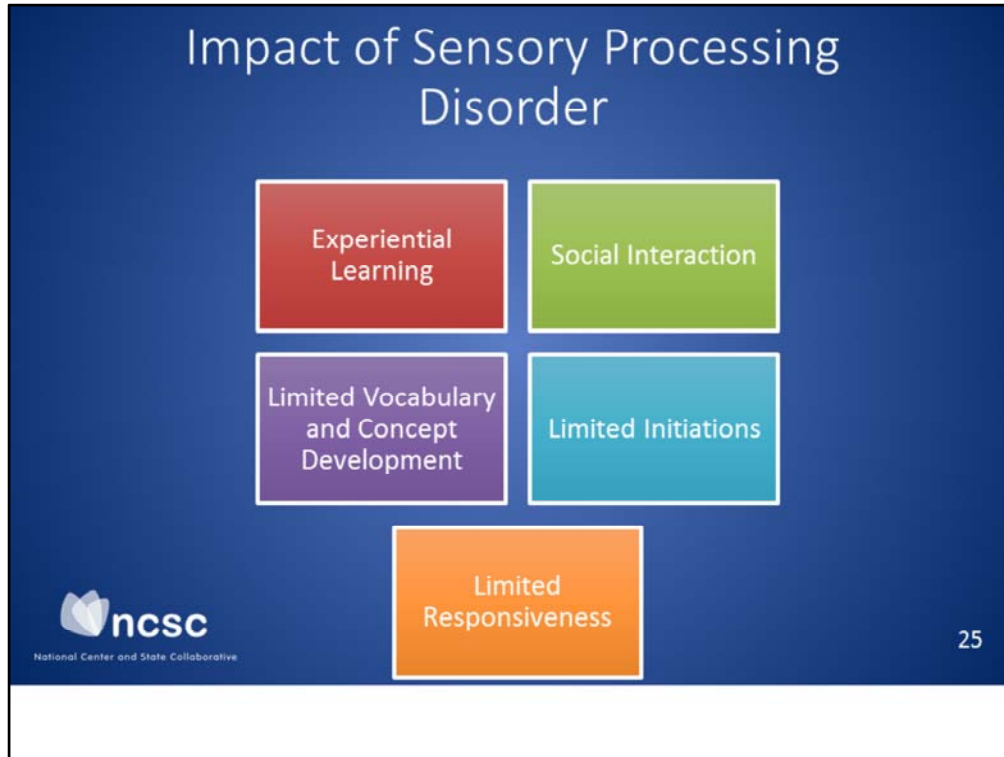 Impact of Sensory Processing
Disorder
Experiential
Learning
Social Interaction
Limited Vocabulary
and Concept
Development
Limited Initiations
Limited
Responsiveness
ncsc
National Center and State Collaborative
25